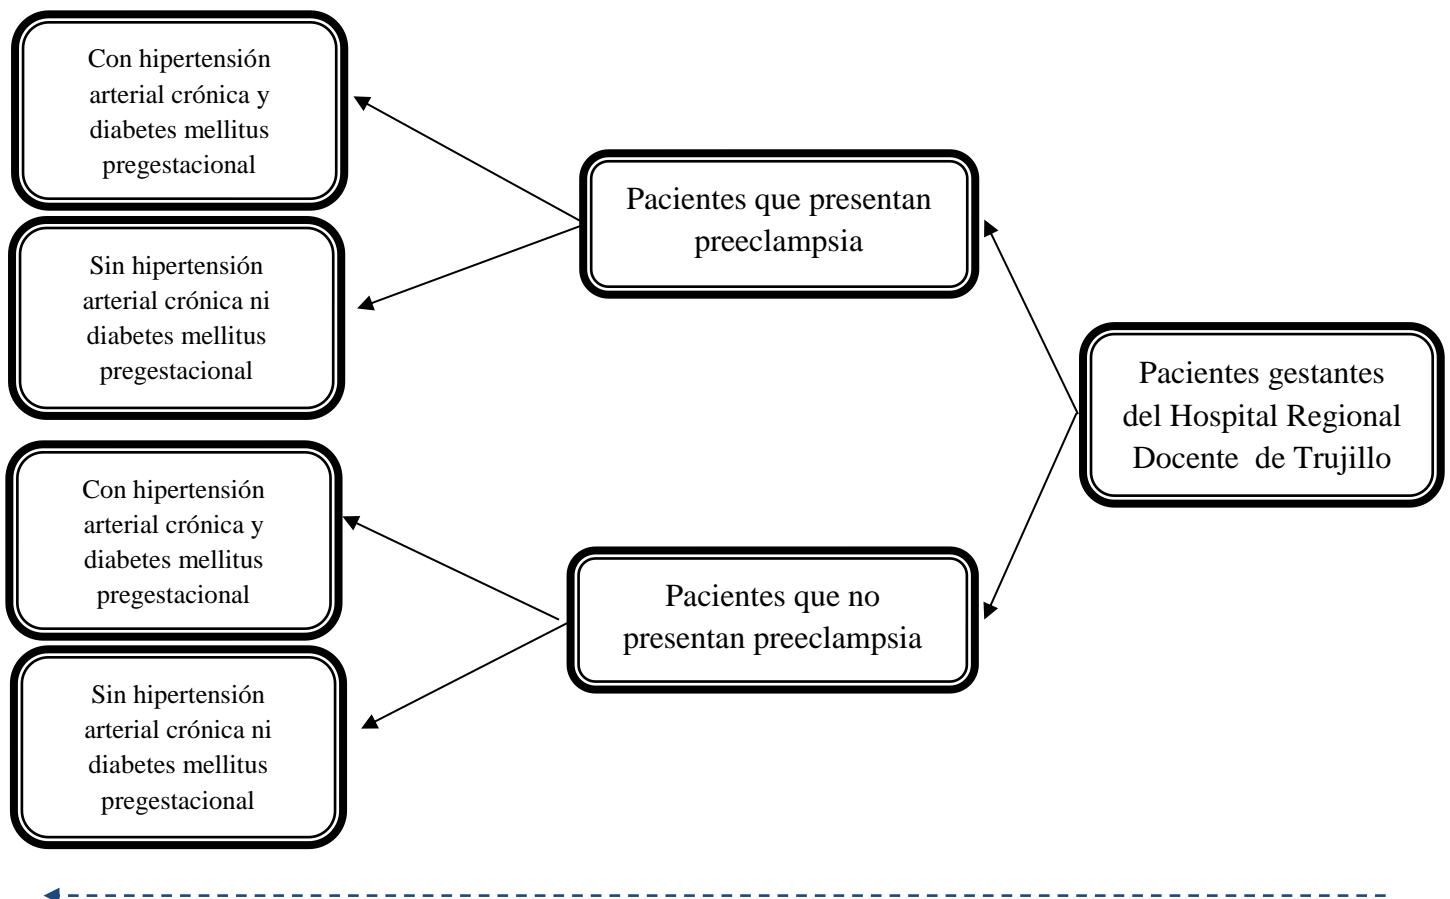 Con hipertensión
arterial crónica y
diabetes mellitus
pregestacional
Sin hipertensión
arterial crónica ni
diabetes mellitus
pregestacional
Con hipertensión
arterial crónica y
diabetes mellitus
pregestacional
Sin hipertensión
arterial crónica ni
diabetes mellitus
pregestacional
Pacientes que presentan
preeclampsia
Pacientes que no
presentan preeclampsia
Pacientes gestantes
del Hospital Regional
Docente de Trujillo